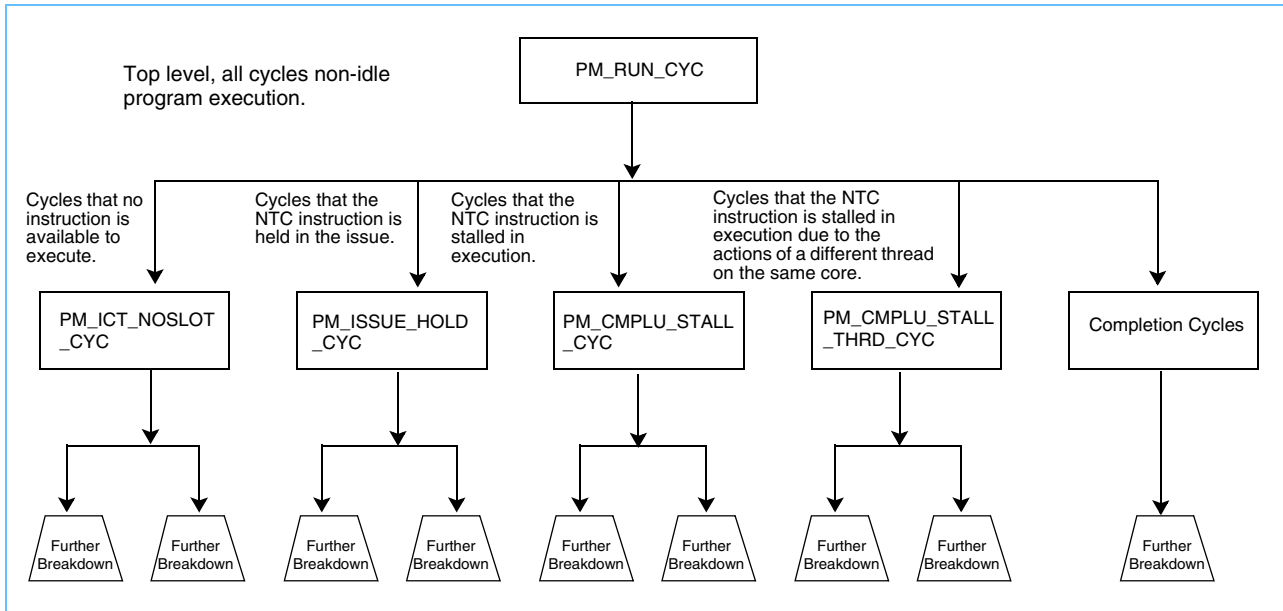 Top level, all cycles non-idle
program execution.
PM_RUN_CYC
Cycles that no
instruction is
available to
execute.
Cycles that the
NTC instruction is
held in the issue.
Cycles that the
NTC instruction is
stalled in
execution.
Cycles that the NTC
instruction is stalled in
execution due to the
actions of a different thread
on the same core.
PM_ICT_NOSLOT
_CYC
PM_ISSUE_HOLD
_CYC
PM_CMPLU_STALL
_CYC
PM_CMPLU_STALL
_THRD_CYC
Completion Cycles
Further
Breakdown
Further
Breakdown
Further
Breakdown
Further
Breakdown
Further
Breakdown
Further
Breakdown
Further
Breakdown
Further
Breakdown
Further
Breakdown